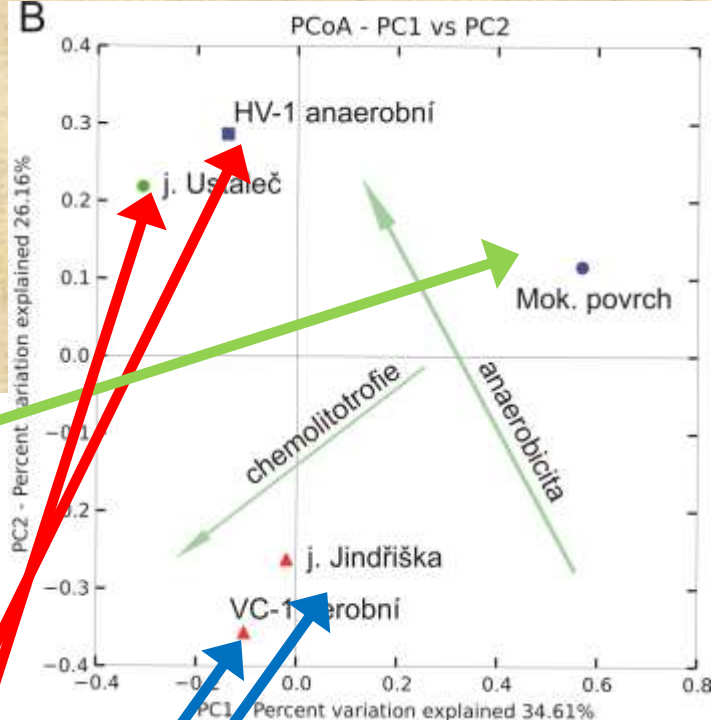 B
PCoA - PC1 vs PC2
0.4
0.3
0.2
0.1
0.0
−0.3
−0.4
PC2 - Percent variation explained 26.16%
HV-1 anaerobní
j. Ustaleč
Mok. povrch
anaerobicita
chemolitotrofie
j. Jindřiška
VC-1 aerobní
−0.4
0.0
0.2
0.4
0.6
0.8
PC1 - Percent variation explained 34.61%